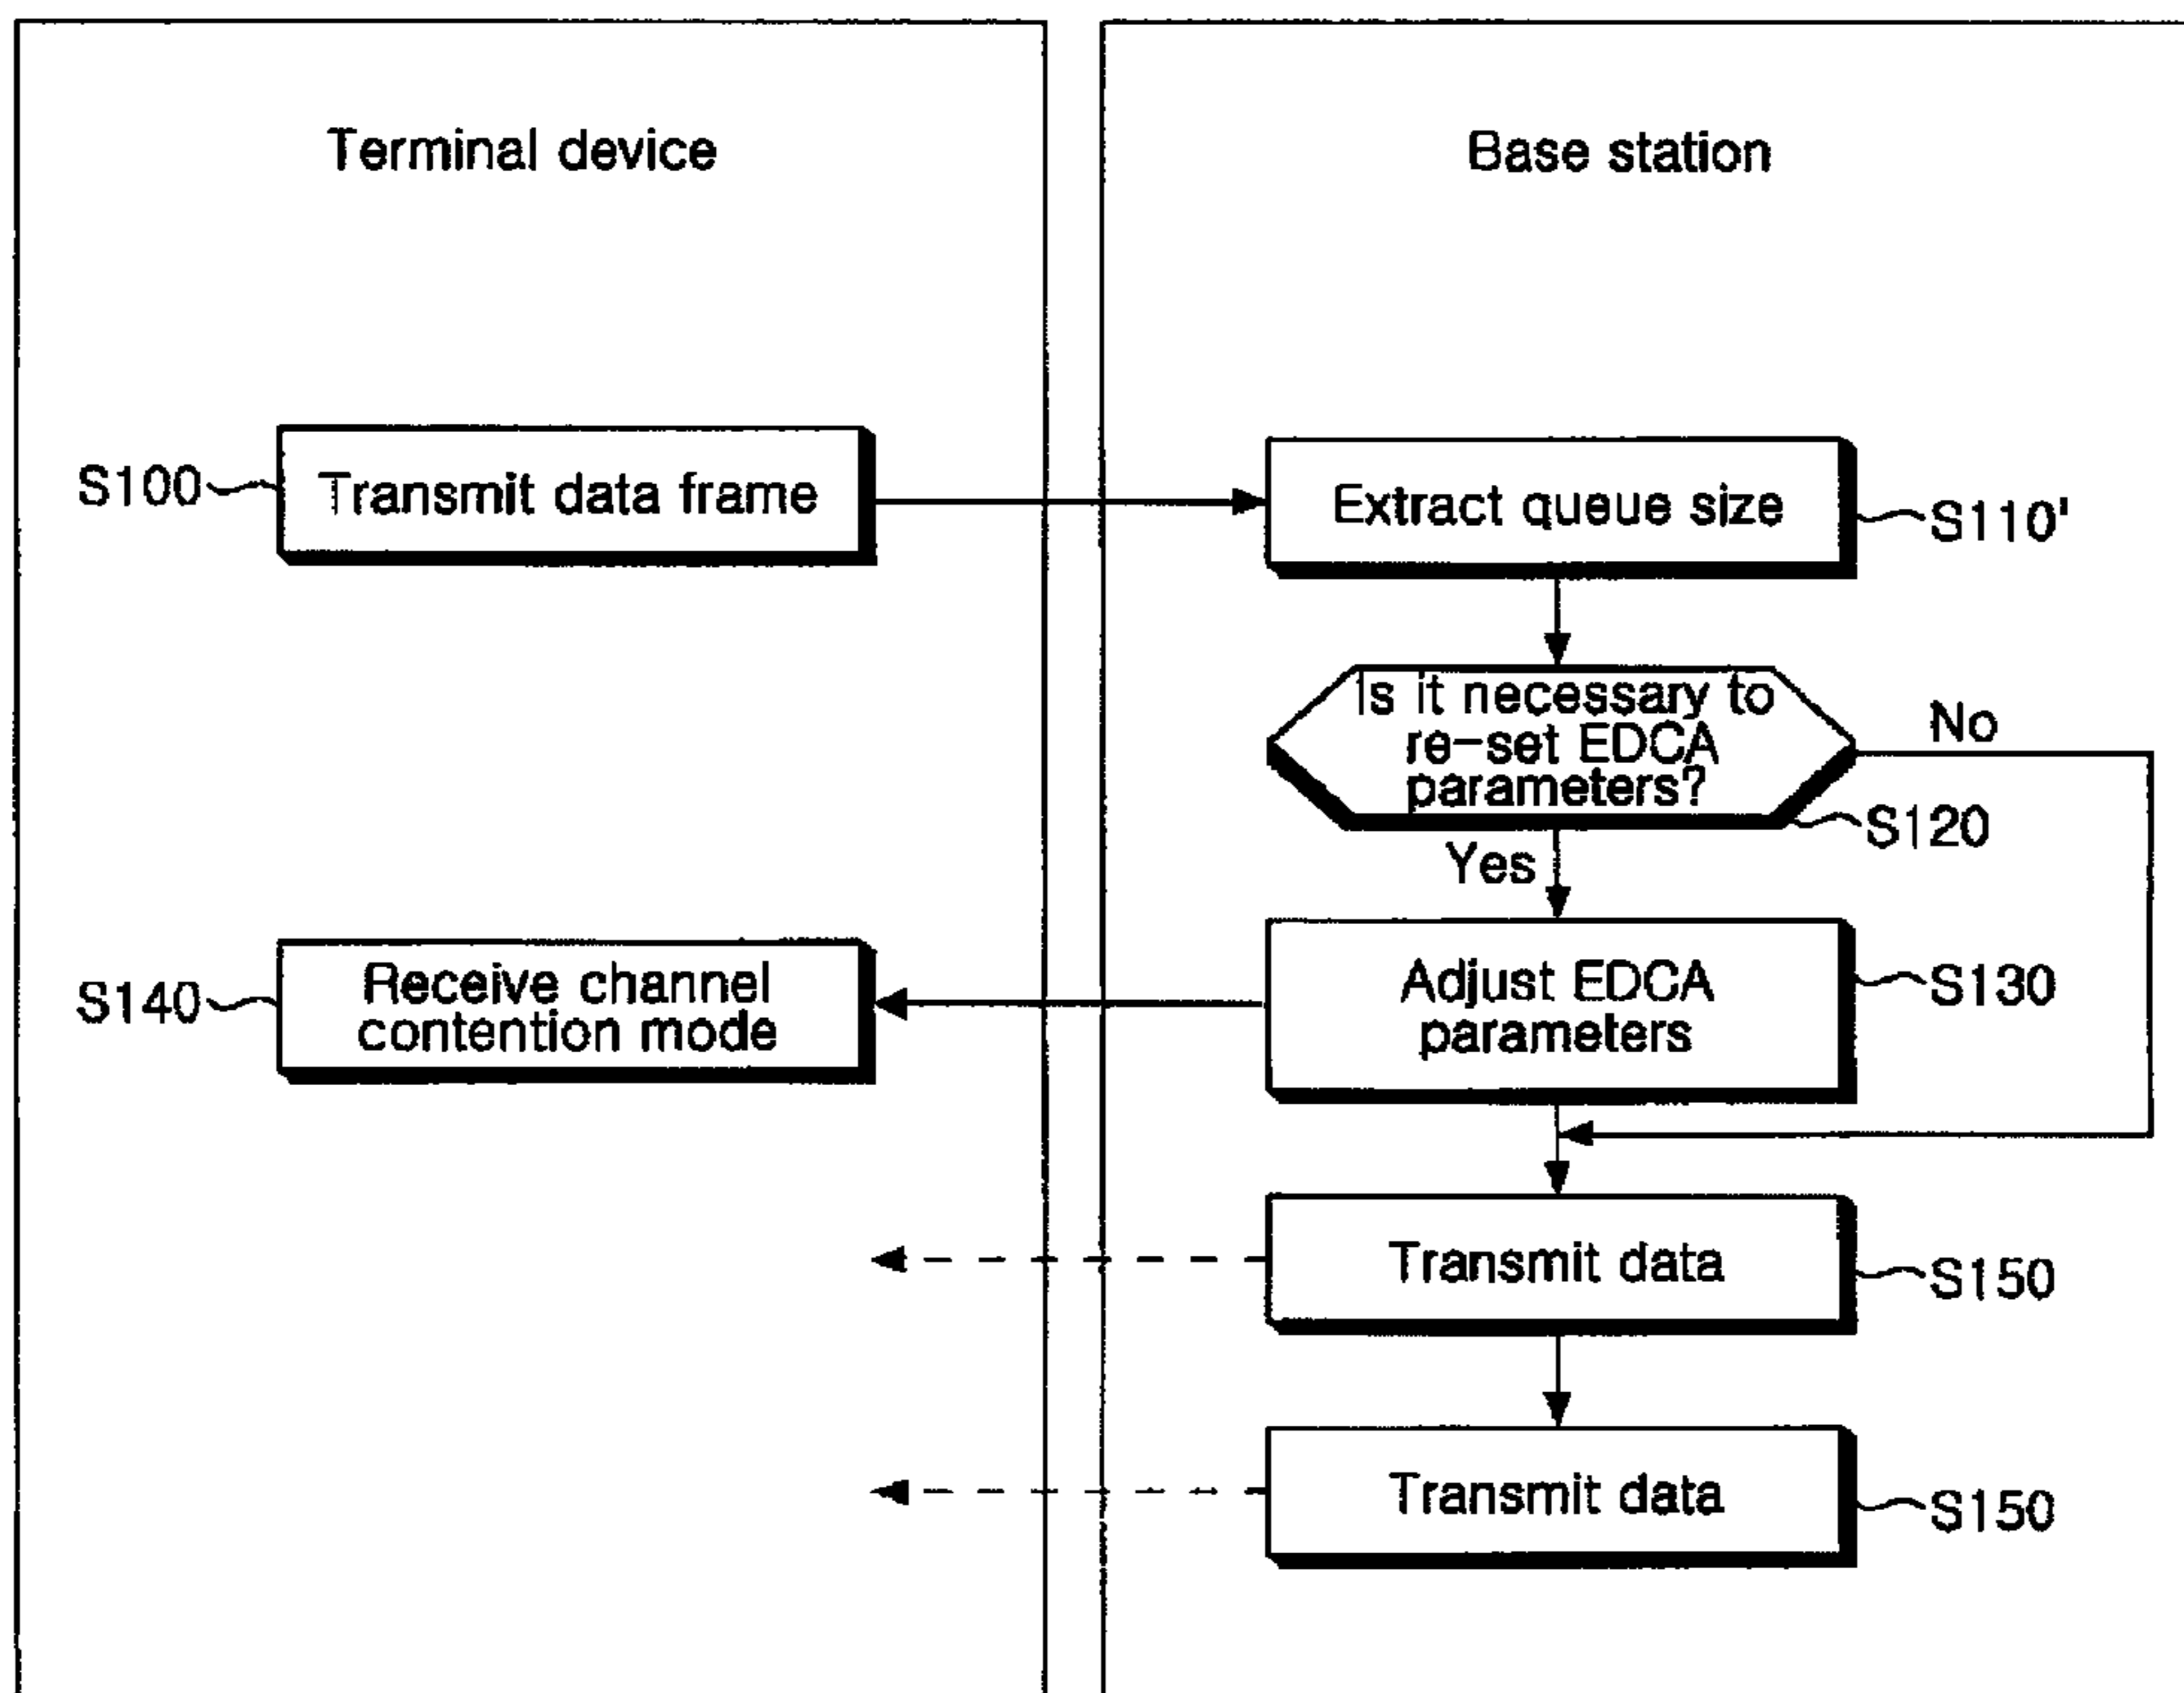 Terminal device
Base station
S100
Transmit data frame
Extract queue size
S110'
Is it necessary to
re-set EDCA
parameters?
No
S120
Yes
S140
Receive channel
contention mode
Adjust EDCA
parameters
S130
Transmit data
S150
Transmit data
S150